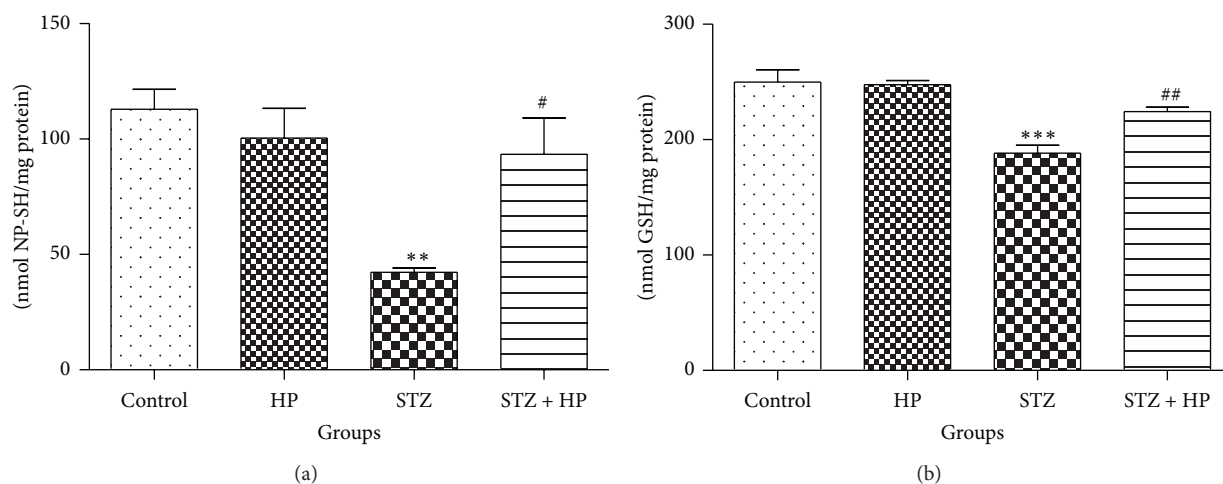 150
100
50
0
(nmol NP-SH/mg protein)
**
#
Control HP STZ STZ + HP
Groups
(a)
300
200
100
0
(nmol GSH/mg protein)
***
##
Control HP STZ STZ + HP
Groups
(b)